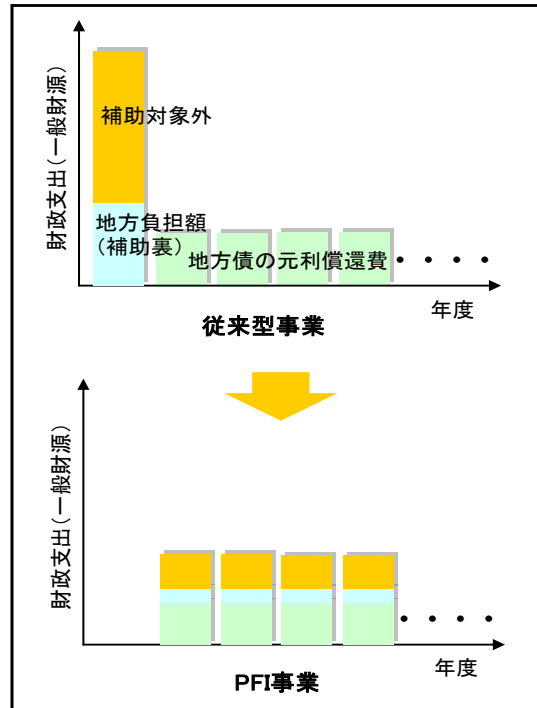 財政支出(一般財源)
補助対象外
地方負担額
(補助裏)
地方債の元利償還費
・・・・
年度
従来型事業
財政支出(一般財源)
・・・・
年度
PFI事業